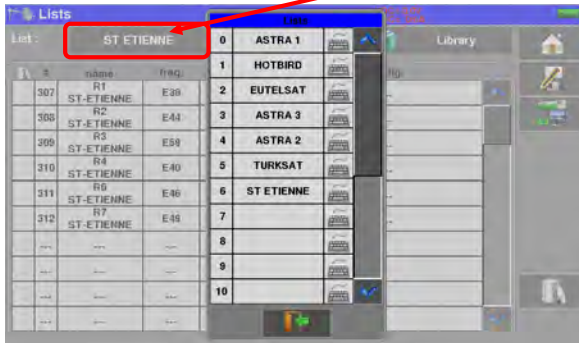 Lists
List :
ST ETIENNE
Lists
Library
# name freq.
307 R1 ST-ETIENNE E39
308 R2 ST-ETIENNE E44
309 R3 ST-ETIENNE E59
310 R4 ST-ETIENNE E40
311 R6 ST-ETIENNE E46
312 R7 ST-ETIENNE E49
--- --- ---
--- --- ---
--- --- ---
--- --- ---
0 ASTRA 1
1 HOTBIRD
2 EUTELSAT
3 ASTRA 3
4 ASTRA 2
5 TURKSAT
6 ST ETIENNE
7
8
9
10